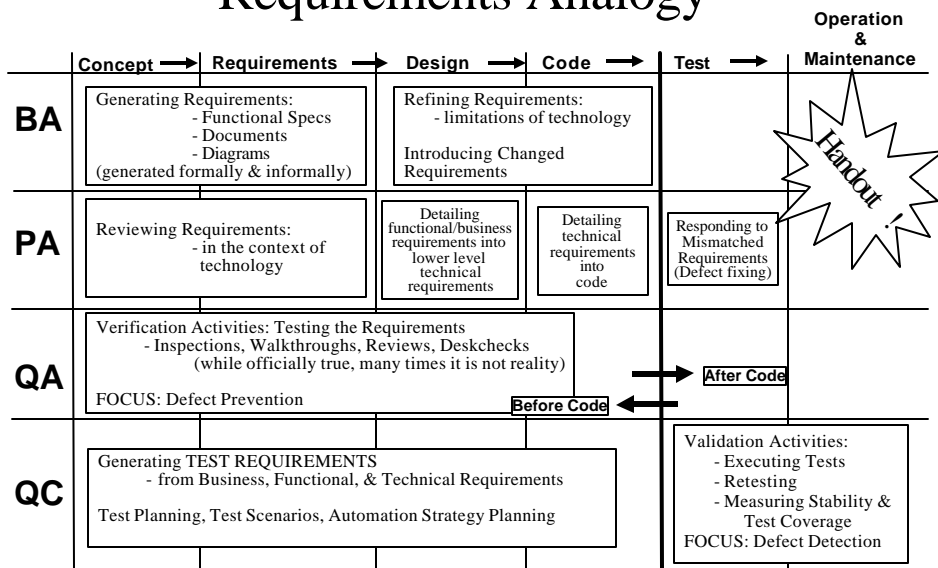 Requirements Analogy
Operation
&
Maintenance
Concept
Requirements
Design
Code
Test
BA
Generating Requirements:
- Functional Specs
- Documents
- Diagrams
(generated formally & informally)
Refining Requirements:
- limitations of technology
Introducing Changed
Requirements
Handout !
PA
Reviewing Requirements:
- in the context of
technology
Detailing
functional/business
requirements into
lower level
technical
requirements
Detailing
technical
requirements
into
code
Responding to
Mismatched
Requirements
(Defect fixing)
QA
Verification Activities: Testing the Requirements
- Inspections, Walkthroughs, Reviews, Deskchecks
(while officially true, many times it is not reality)
FOCUS: Defect Prevention
Before Code
After Code
QC
Generating TEST REQUIREMENTS
- from Business, Functional, & Technical Requirements
Test Planning, Test Scenarios, Automation Strategy Planning
Validation Activities:
- Executing Tests
- Retesting
- Measuring Stability &
Test Coverage
FOCUS: Defect Detection